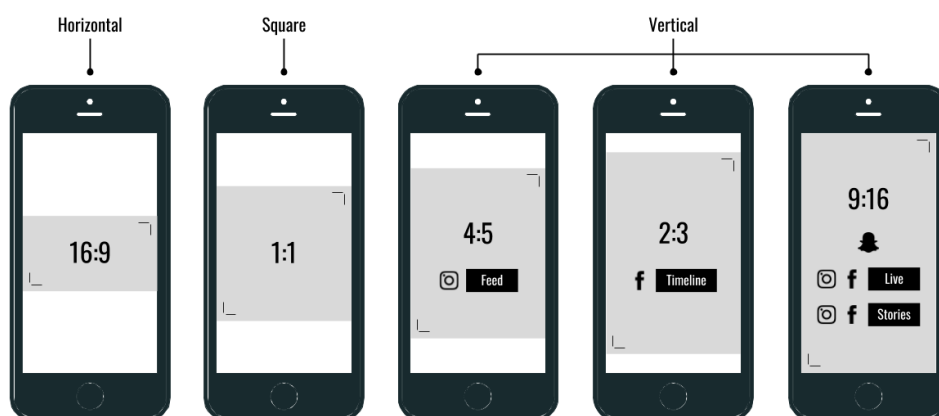 Horizontal
Square
Vertical
16:9
1:1
4:5
Feed
2:3
Timeline
9:16
Live
Stories